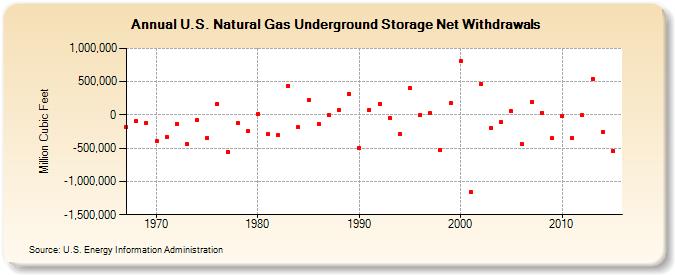 Annual U.S. Natural Gas Underground Storage Net Withdrawals
Million Cubic Feet
1,000,000
500,000
0
-500,000
-1,000,000
-1,500,000
1970 1980 1990 2000 2010
Source: U.S. Energy Information Administration